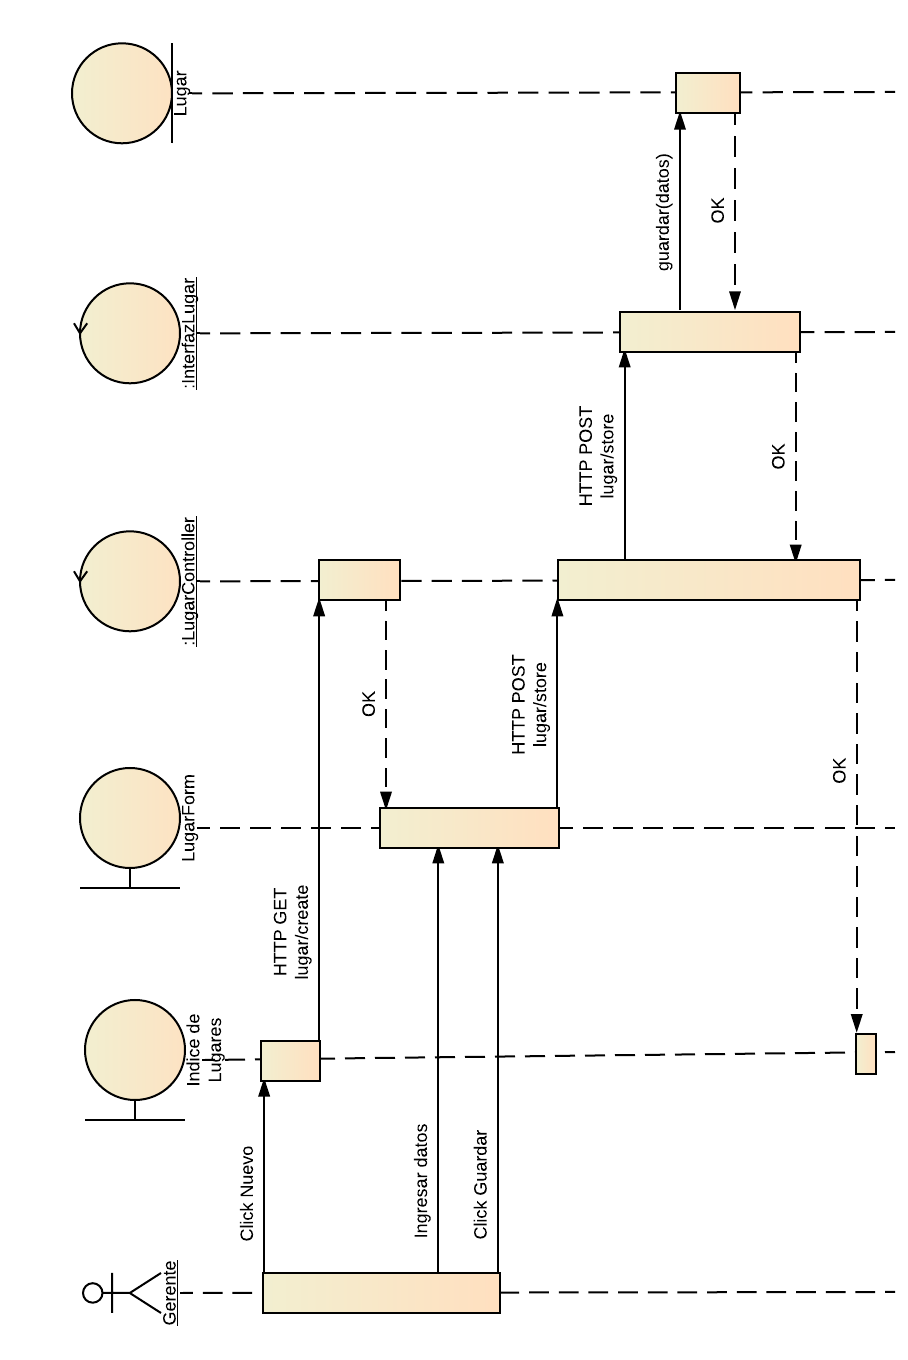 Gerente
Indice de
Lugares
LugarForm
:LugarController
:InterfazLugar
Lugar
Click Nuevo
HTTP GET
lugar/create
OK
Ingresar datos
Click Guardar
HTTP POST
lugar/store
HTTP POST
lugar/store
guardar(datos)
OK
OK
OK